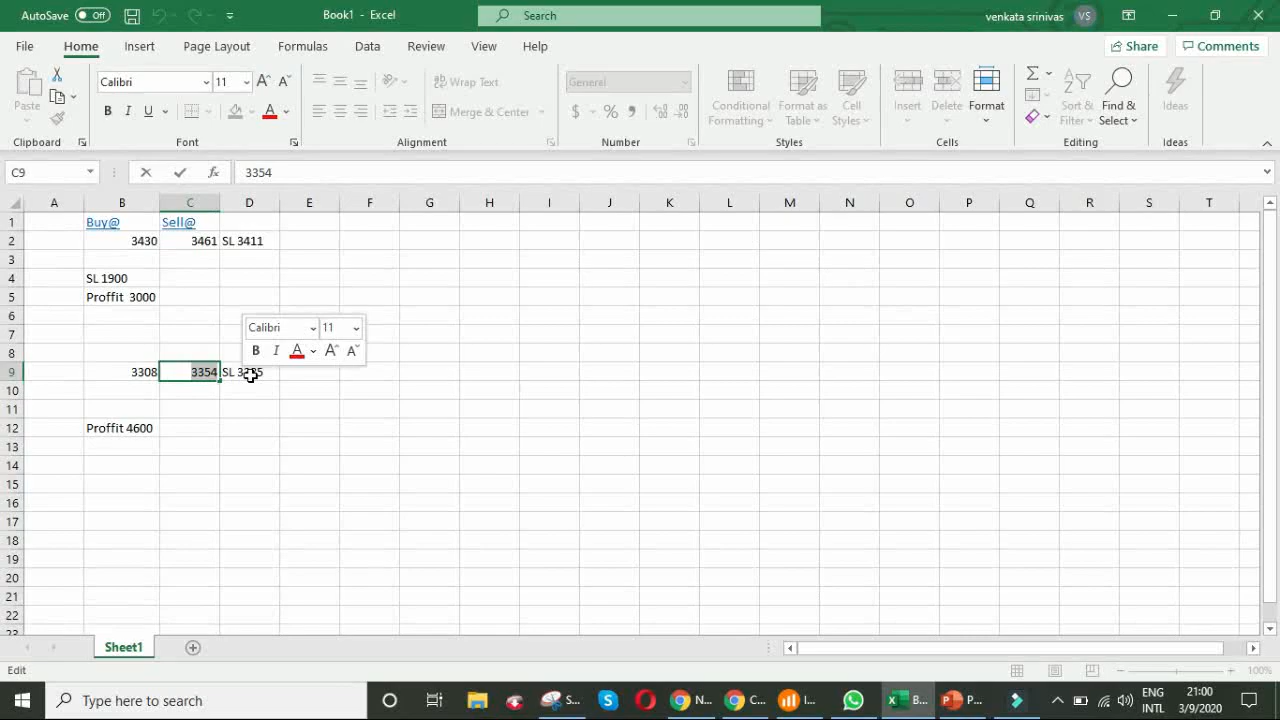 AutoSave Off Book1 - Excel Search venkata srinivas VS
File Home Insert Page Layout Formulas Data Review View Help Share Comments
Paste Calibri 11 Wrap Text General Conditional Formatting Format as Table Cell Styles Insert Delete Format Sort & Filter Find & Select Ideas
Merge & Center
Clipboard Font Alignment Number Styles Cells Editing Ideas
C9 3354
A B C D E F G H I J K L M N O P Q R S T
1 Buy@ Sell@
2 3430 3461 SL 3411
3
4 SL 1900
5 Proffit 3000
6
7 Calibri 11
8 B I A A A
9 3308 3354 SL
10
11
12 Proffit 4600
13
14
15
16
17
18
19
20
21
22
23
Sheet1
Edit 100%
Type here to search S... N... C... I... B... P... ENG INTL 21:00 3/9/2020